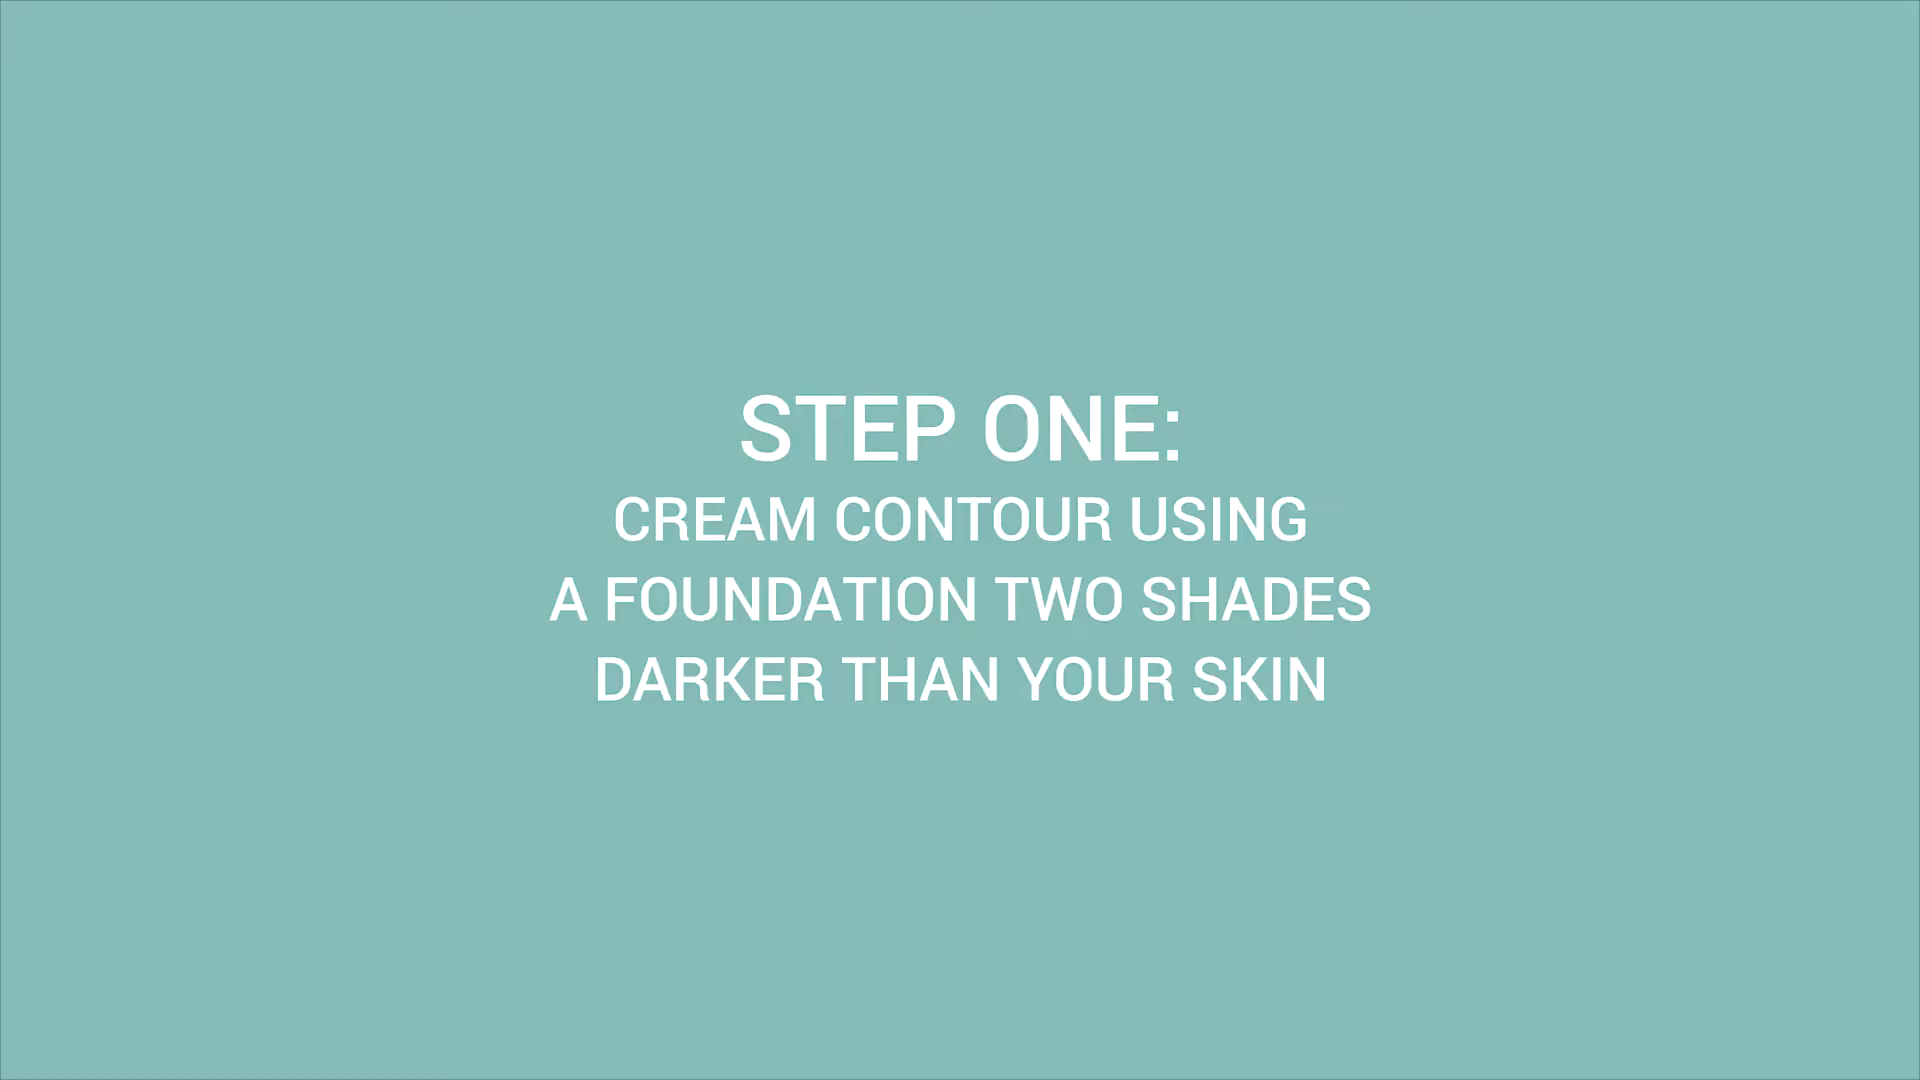 STEP ONE:
CREAM CONTOUR USING
A FOUNDATION TWO SHADES
DARKER THAN YOUR SKIN